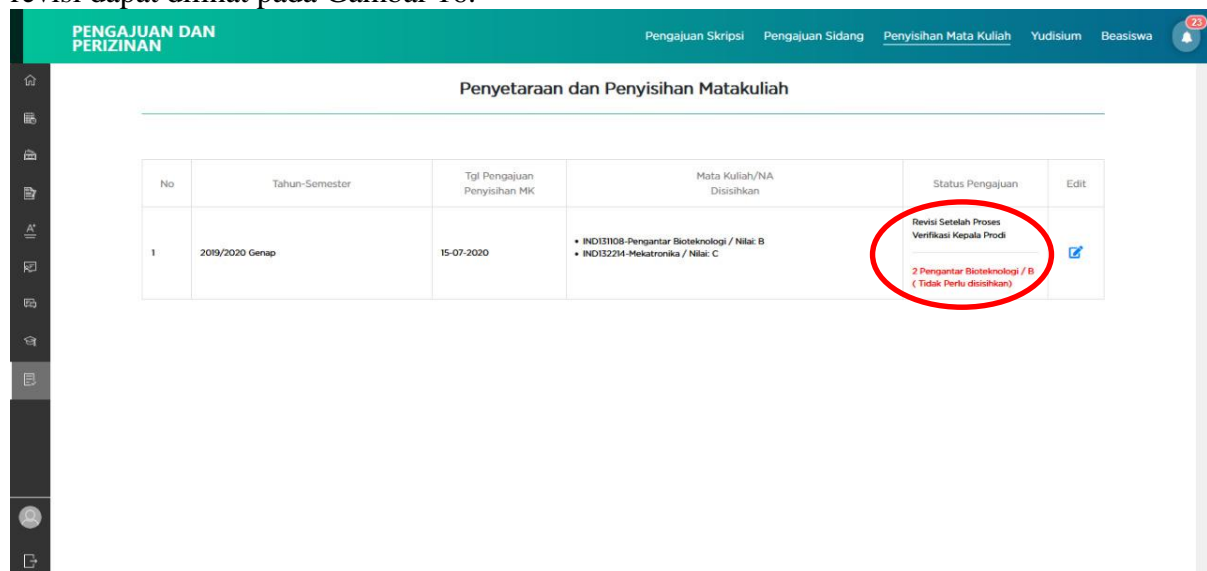 revisi dapat dilihat pada Gambar 16.
PENGAJUAN DAN
PERIZINAN
Pengajuan Skripsi Pengajuan Sidang Penyisihan Mata Kuliah Yudisium Beasiswa
23
Penyetaraan dan Penyisihan Matakuliah
No
Tahun-Semester
Tgl Pengajuan
Penyisihan MK
Mata Kuliah/NA
Disisihkan
Status Pengajuan
Edit
1
2019/2020 Genap
15-07-2020
• IND131108-Pengantar Bioteknologi / Nilai: B
• IND132214-Mekatronika / Nilai: C
Revisi Setelah Proses
Verifikasi Kepala Prodi
2 Pengantar Bioteknologi / B
( Tidak Perlu disisihkan)